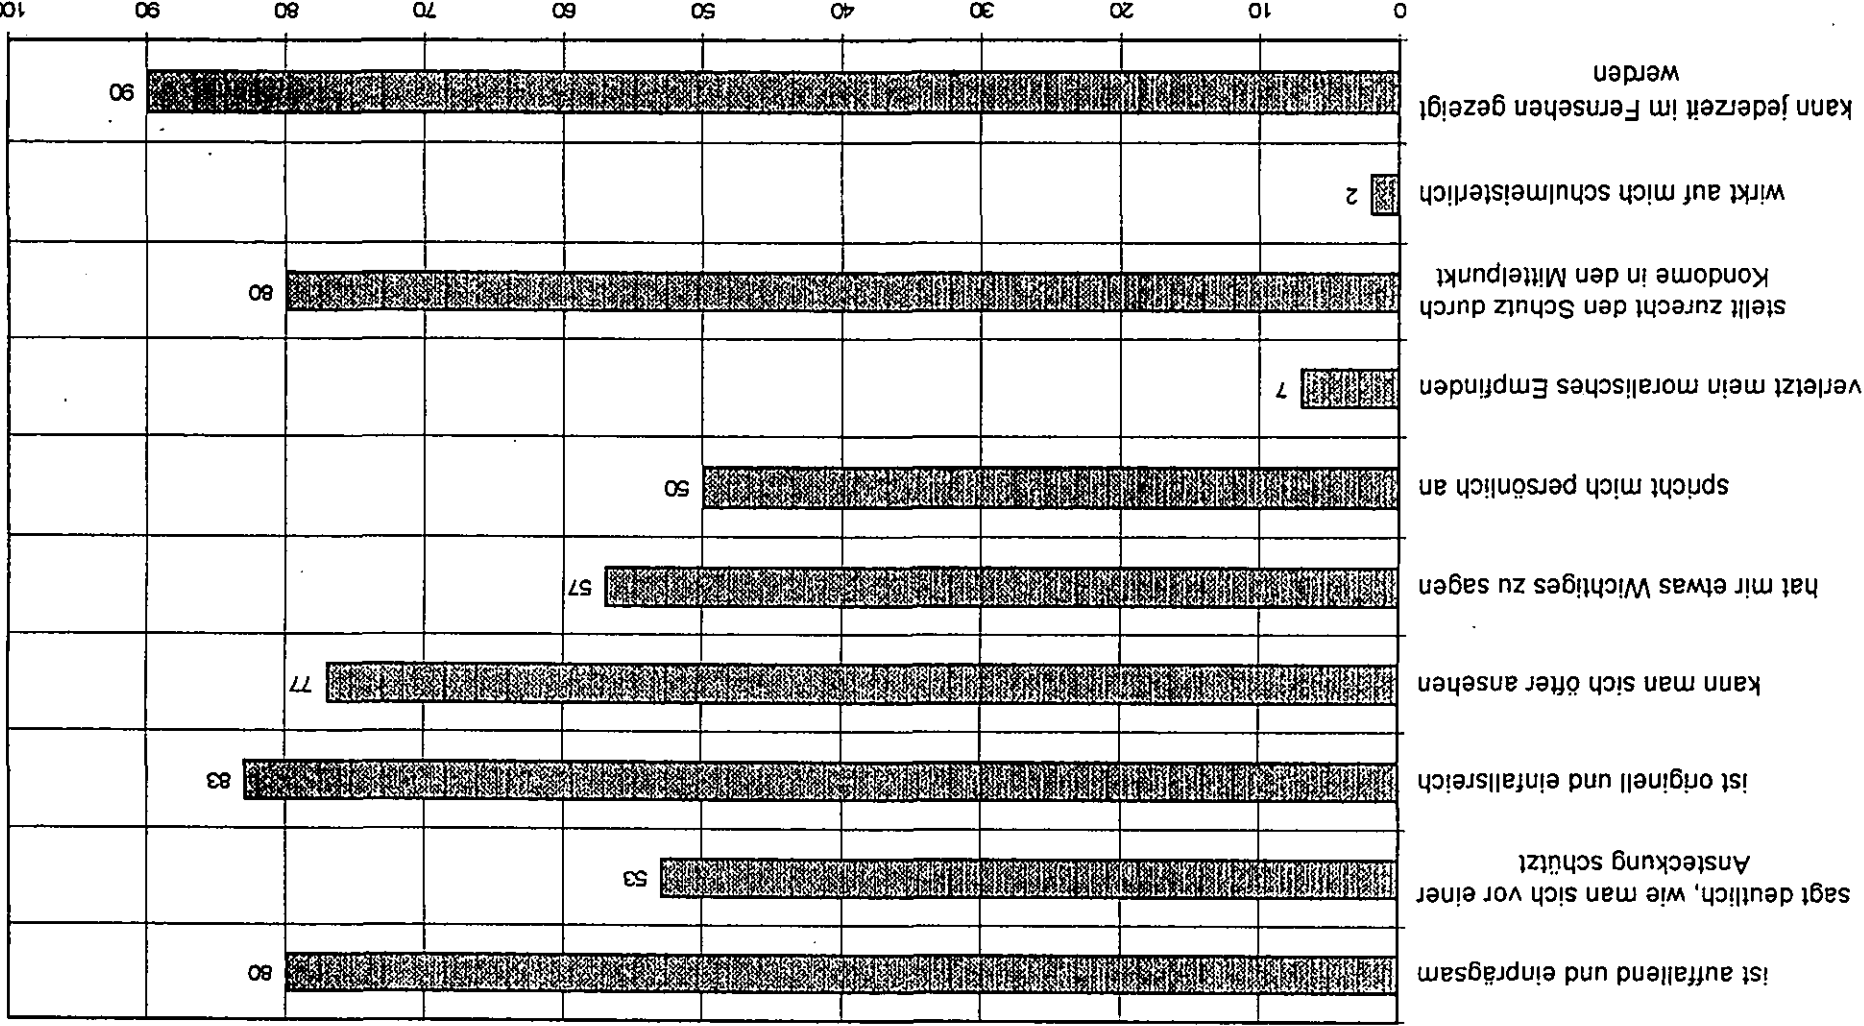 ist auffallend und einprägsam
80
sagt deutlich, wie man sich vor einer
Ansteckung schützt
53
ist originell und einfallsreich
83
kann man sich öfter ansehen
77
hat mir etwas Wichtiges zu sagen
57
spricht mich persönlich an
50
verletzt mein moralisches Empfinden
7
stellt zurecht den Schutz durch
Kondome in den Mittelpunkt
80
wirkt auf mich schulmeisterlich
2
kann jederzeit im Fernsehen gezeigt
werden
90
0 10 20 30 40 50 60 70 80 90 100